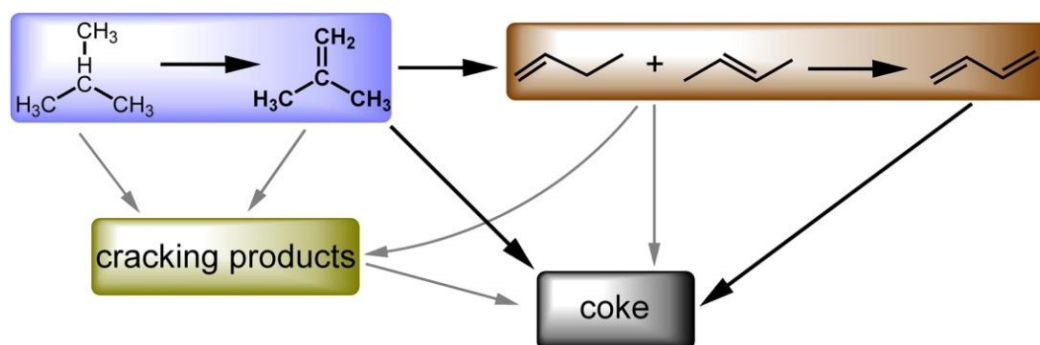 CH₃
H
H₃C CH₃
CH₂
H₃C CH₃
+
cracking products
coke